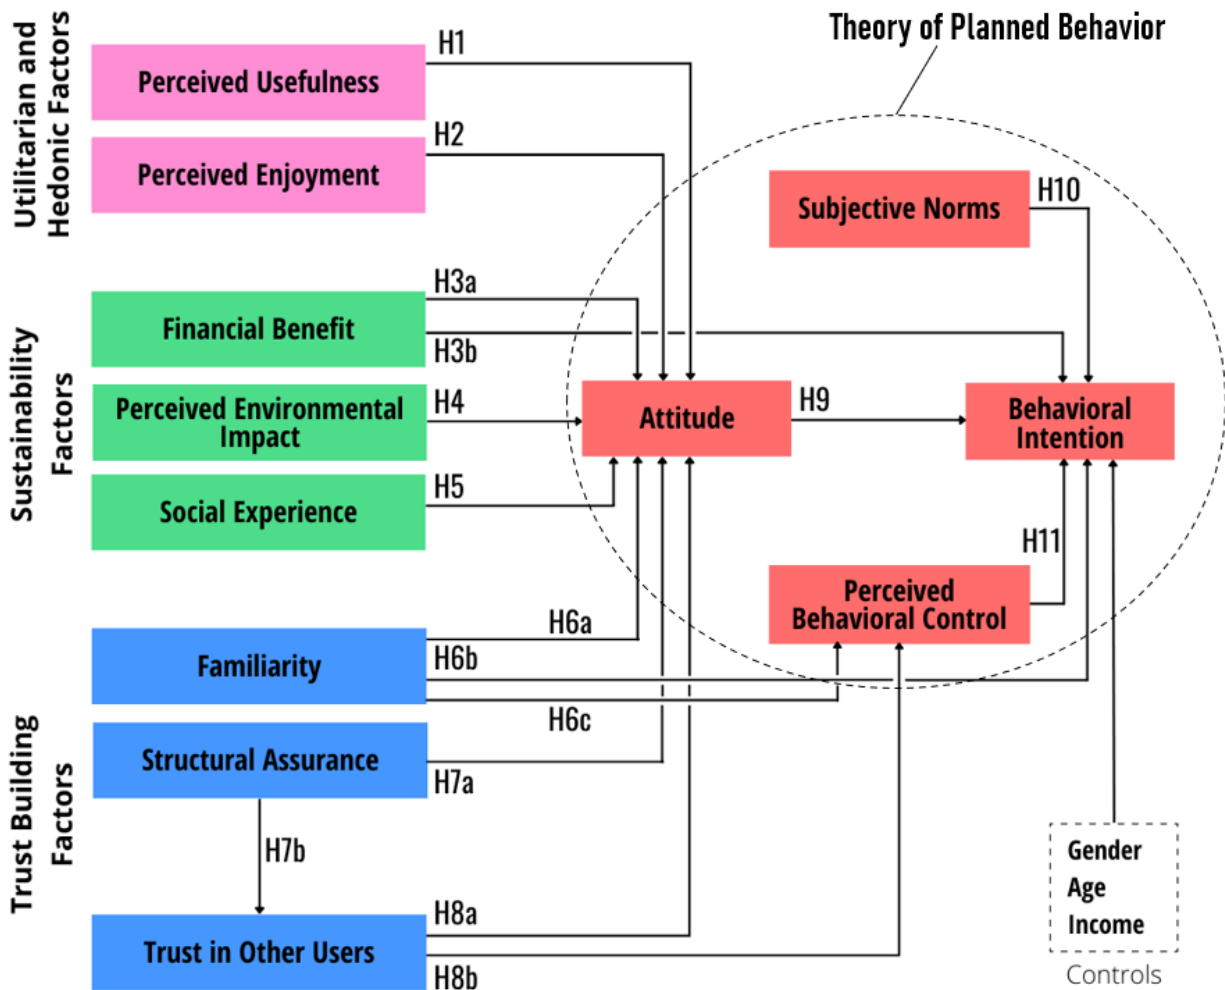 Theory of Planned Behavior
Utilitarian and
Hedonic Factors
Perceived Usefulness
H1
Perceived Enjoyment
H2
Subjective Norms
H10
Sustainability
Factors
Financial Benefit
H3a
H3b
Perceived Environmental
Impact
H4
Social Experience
H5
Attitude
H9
Behavioral
Intention
H11
Perceived
Behavioral Control
Trust Building
Factors
Familiarity
H6a
H6b
H6c
Structural Assurance
H7a
H7b
Trust in Other Users
H8a
H8b
Gender
Age
Income
Controls